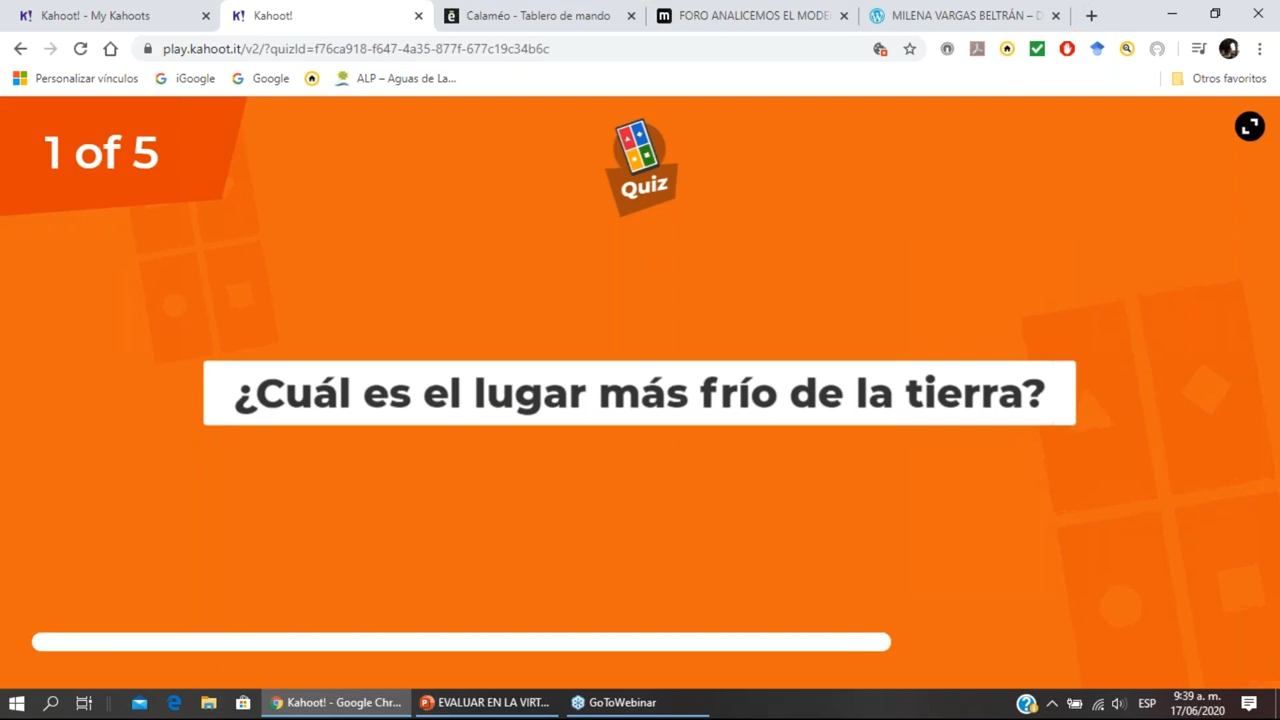 Kahoot! - My Kahoots
Kahoot!
Calaméo - Tablero de mando
FORO ANALICEMOS EL MODE
MILENA VARGAS BELTRÁN – D
play.kahoot.it/v2/?quizId=f76ca918-f647-4a35-877f-677c19c34b6c
Personalizar vínculos
iGoogle
Google
ALP – Aguas de La...
Otros favoritos
1 of 5
Quiz
¿Cuál es el lugar más frío de la tierra?
Kahoot! - Google Chr...
EVALUAR EN LA VIRT...
GoToWebinar
ESP
9:39 a. m.
17/06/2020